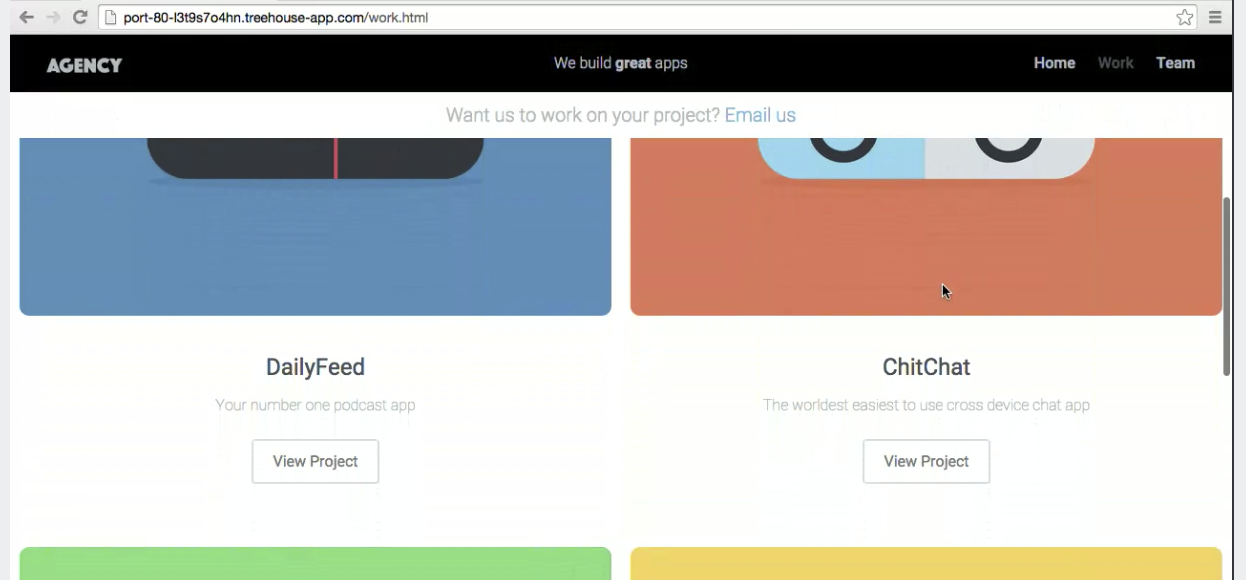 port-80-l3t9s7o4hn.treehouse-app.com/work.html
AGENCY
We build great apps
Home Work Team
Want us to work on your project? Email us
DailyFeed
Your number one podcast app
View Project
ChitChat
The worldest easiest to use cross device chat app
View Project